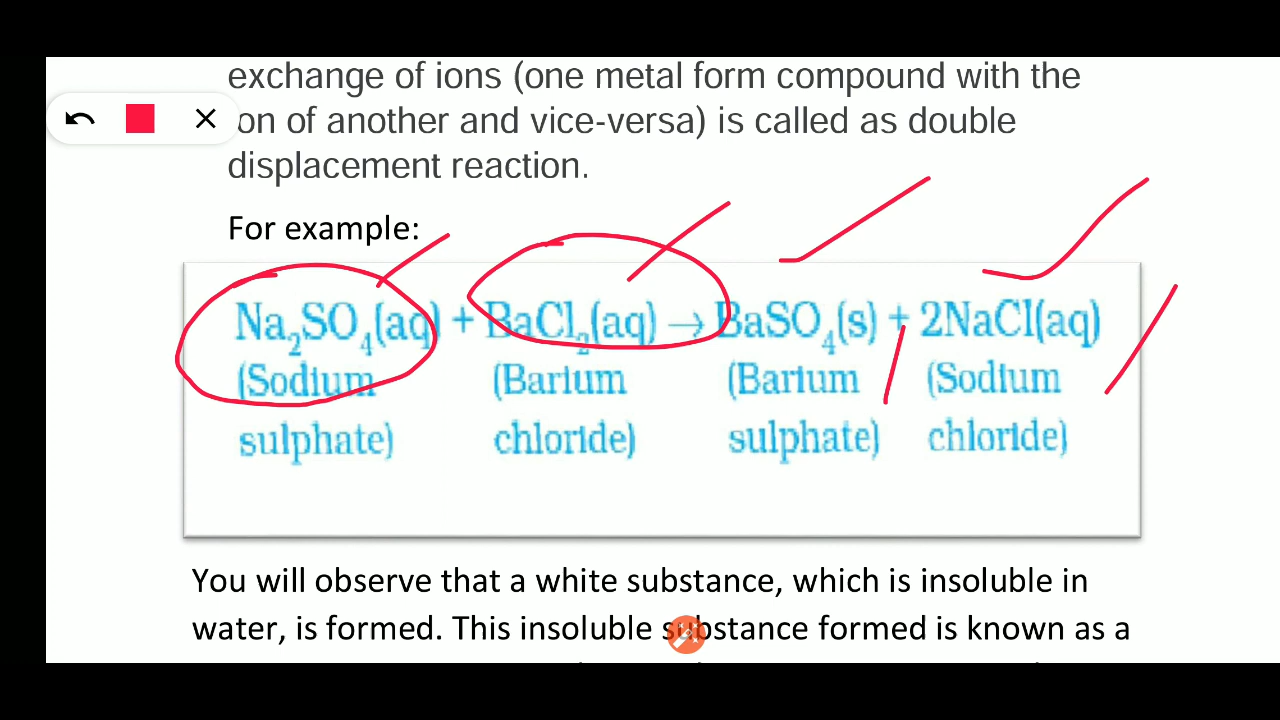 exchange of ions (one metal form compound with the
on of another and vice-versa) is called as double
displacement reaction.
For example:
Na₂SO₄(aq) + BaCl₂(aq) → BaSO₄(s) + 2NaCl(aq)
(Sodium (Barium (Barium (Sodium
sulphate) chloride) sulphate) chloride)
You will observe that a white substance, which is insoluble in
water, is formed. This insoluble substance formed is known as a